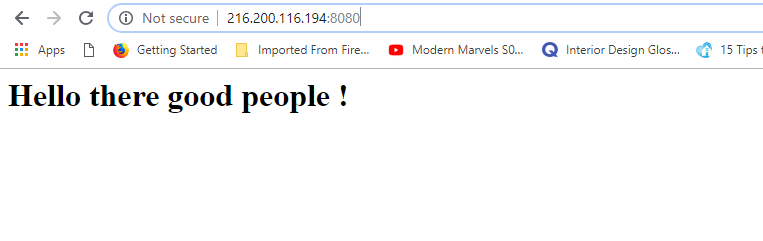 Not secure 216.200.116.194:8080
Apps Getting Started Imported From Fire... Modern Marvels S0... Interior Design Glos... 15 Tips t
Hello there good people !